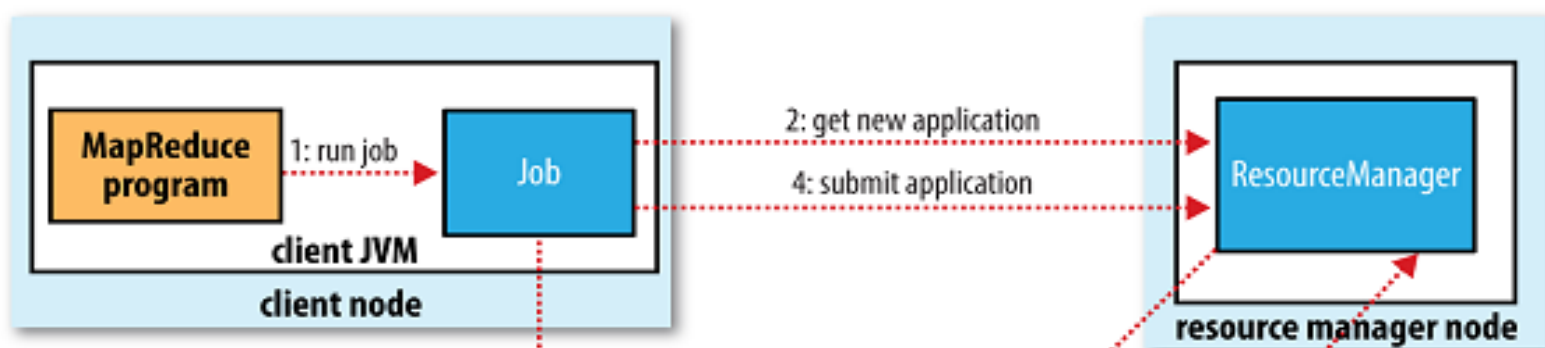 MapReduce
program
1: run job
Job
client JVM
client node
2: get new application
4: submit application
ResourceManager
resource manager node